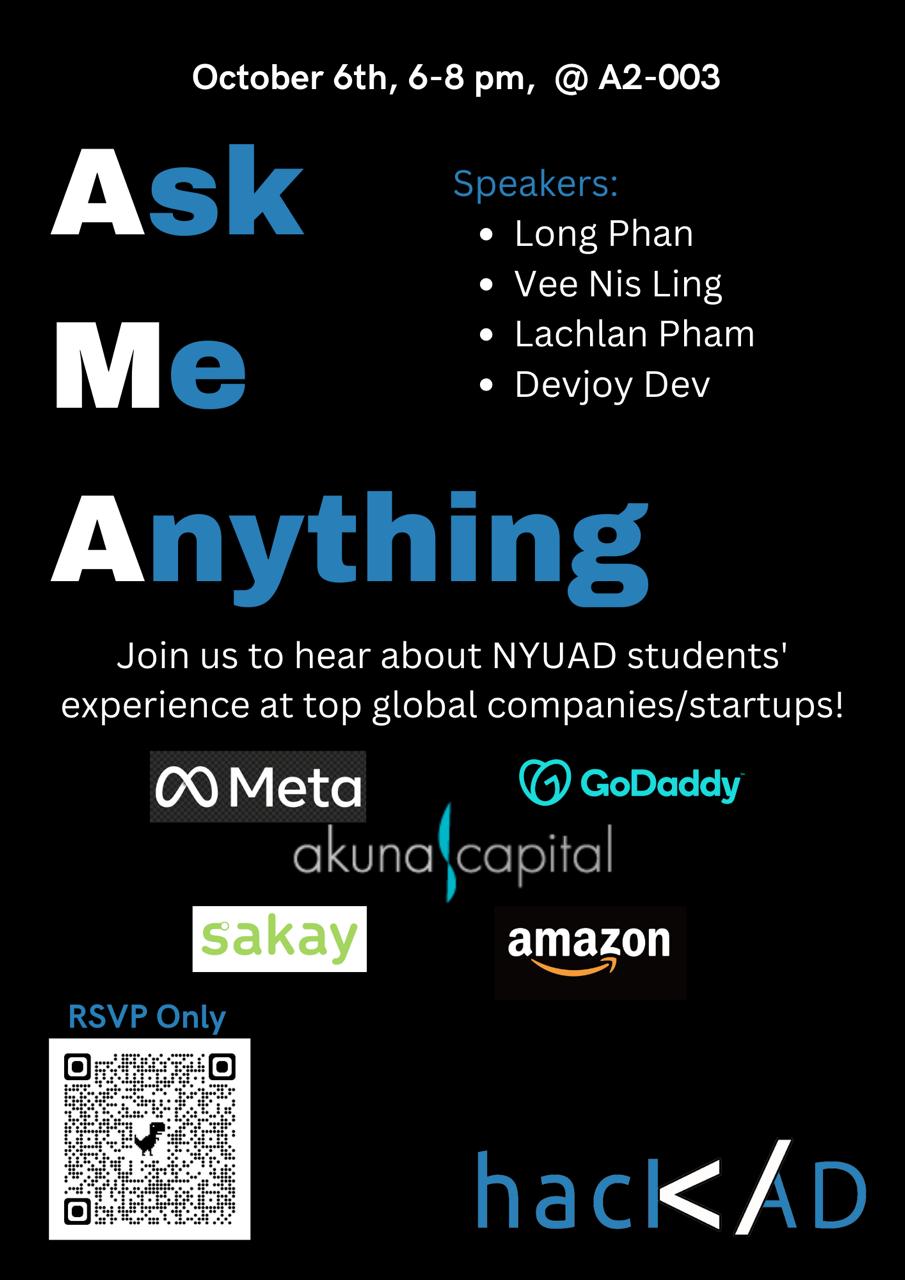 October 6th, 6-8 pm,  @ A2-003
Ask
Me
Anything
Speakers:
• Long Phan
• Vee Nis Ling
• Lachlan Pham
• Devjoy Dev
Join us to hear about NYUAD students'
experience at top global companies/startups!
Meta
GoDaddy
akuna capital
sakay
amazon
RSVP Only
hack</AD